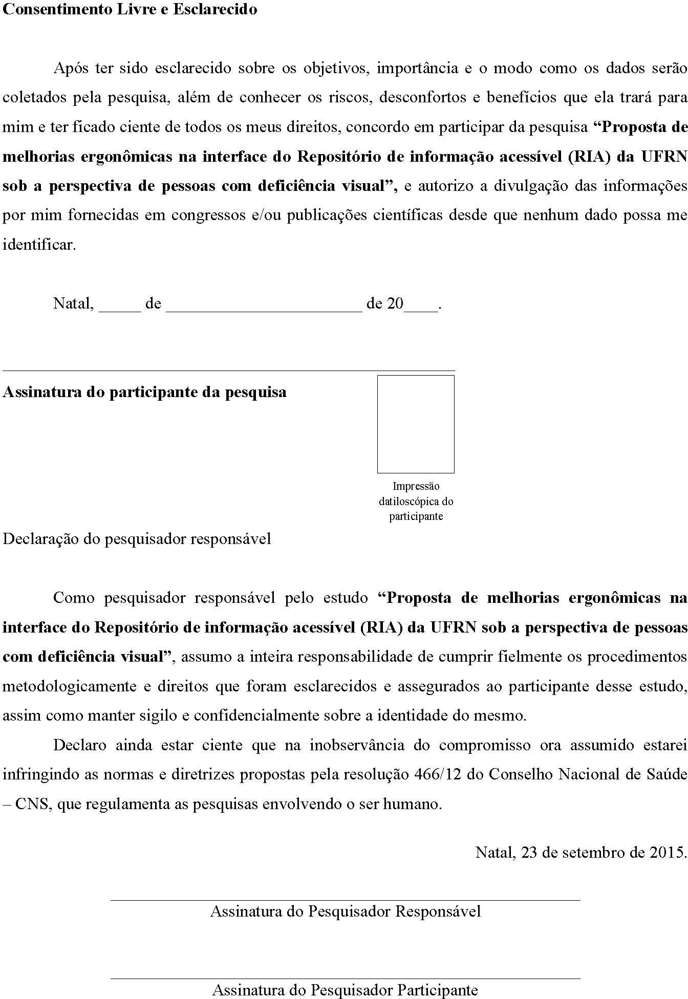 Consentimento Livre e Esclarecido
Após ter sido esclarecido sobre os objetivos, importância e o modo como os dados serão
coletados pela pesquisa, além de conhecer os riscos, desconfortos e benefícios que ela trará para
mim e ter ficado ciente de todos os meus direitos, concordo em participar da pesquisa “Proposta de
melhorias ergonômicas na interface do Repositório de informação acessível (RIA) da UFRN
sob a perspectiva de pessoas com deficiência visual”, e autorizo a divulgação das informações
por mim fornecidas em congressos e/ou publicações científicas desde que nenhum dado possa me
identificar.
Natal, _____ de _______________________ de 20____.
Assinatura do participante da pesquisa
Impressão
datiloscópica do
participante
Declaração do pesquisador responsável
Como pesquisador responsável pelo estudo “Proposta de melhorias ergonômicas na
interface do Repositório de informação acessível (RIA) da UFRN sob a perspectiva de pessoas
com deficiência visual”, assumo a inteira responsabilidade de cumprir fielmente os procedimentos
metodologicamente e direitos que foram esclarecidos e assegurados ao participante desse estudo,
assim como manter sigilo e confidencialmente sobre a identidade do mesmo.
Declaro ainda estar ciente que na inobservância do compromisso ora assumido estarei
infringindo as normas e diretrizes propostas pela resolução 466/12 do Conselho Nacional de Saúde
– CNS, que regulamenta as pesquisas envolvendo o ser humano.
Natal, 23 de setembro de 2015.
Assinatura do Pesquisador Responsável
Assinatura do Pesquisador Participante